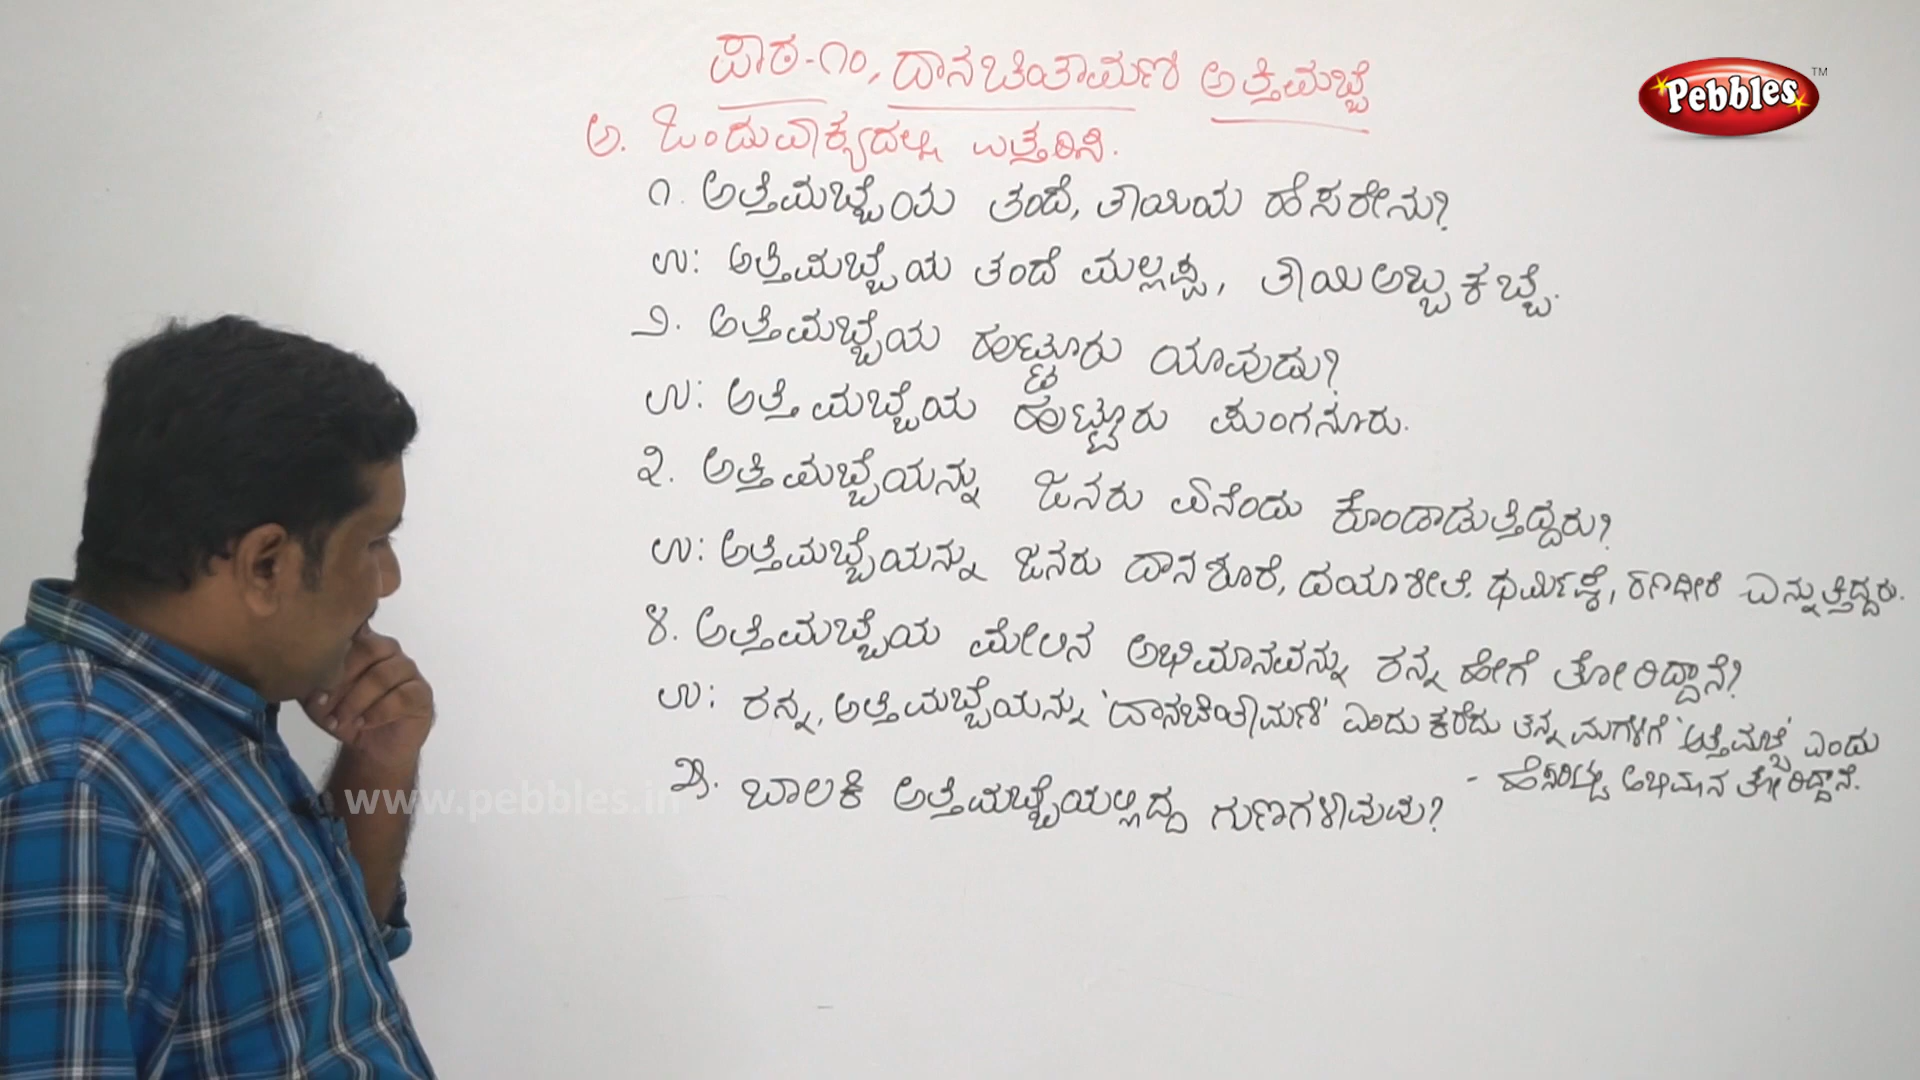 ಪಾಠ-೧೦, ದಾನಚಿಂತಾಮಣಿ ಅತ್ತಿಮಬ್ಬೆ
Pebbles TM
ಅ. ಒಂದುವಾಕ್ಯದಲ್ಲಿ ಉತ್ತರಿಸಿ.
೧. ಅತ್ತಿಮಬ್ಬೆಯ ತಂದೆ, ತಾಯಿಯ ಹೆಸರೇನು?
ಉ: ಅತ್ತಿಮಬ್ಬೆಯ ತಂದೆ ಮಲ್ಲಪ್ಪ, ತಾಯಿ ಅಬ್ಬಕಬ್ಬೆ.
೨. ಅತ್ತಿಮಬ್ಬೆಯ ಹುಟ್ಟೂರು ಯಾವುದು?
ಉ: ಅತ್ತಿಮಬ್ಬೆಯ ಹುಟ್ಟೂರು ಪುಂಗನೂರು.
೩. ಅತ್ತಿಮಬ್ಬೆಯನ್ನು ಜನರು ಏನೆಂದು ಕೊಂಡಾಡುತ್ತಿದ್ದರು?
ಉ: ಅತ್ತಿಮಬ್ಬೆಯನ್ನು ಜನರು ದಾನಶೂರೆ, ದಯಾಶೀಲೆ, ಧರ್ಮಿಷ್ಠೆ, ರಣಧೀರೆ ಎನ್ನುತ್ತಿದ್ದರು.
೪. ಅತ್ತಿಮಬ್ಬೆಯ ಮೇಲಿನ ಅಭಿಮಾನವನ್ನು ರನ್ನ ಹೇಗೆ ತೋರಿದ್ದಾನೆ?
ಉ: ರನ್ನ, ಅತ್ತಿಮಬ್ಬೆಯನ್ನು 'ದಾನಚಿಂತಾಮಣಿ' ಎಂದು ಕರೆದು ತನ್ನ ಮಗಳಿಗೆ 'ಅತ್ತಿಮಬ್ಬೆ' ಎಂದು
- ಹೆಸರಿಟ್ಟು ಅಭಿಮಾನ ತೋರಿದ್ದಾನೆ.
೫. ಬಾಲಕಿ ಅತ್ತಿಮಬ್ಬೆಯಲ್ಲಿದ್ದ ಗುಣಗಳಾವುವು?
www.pebbles.in